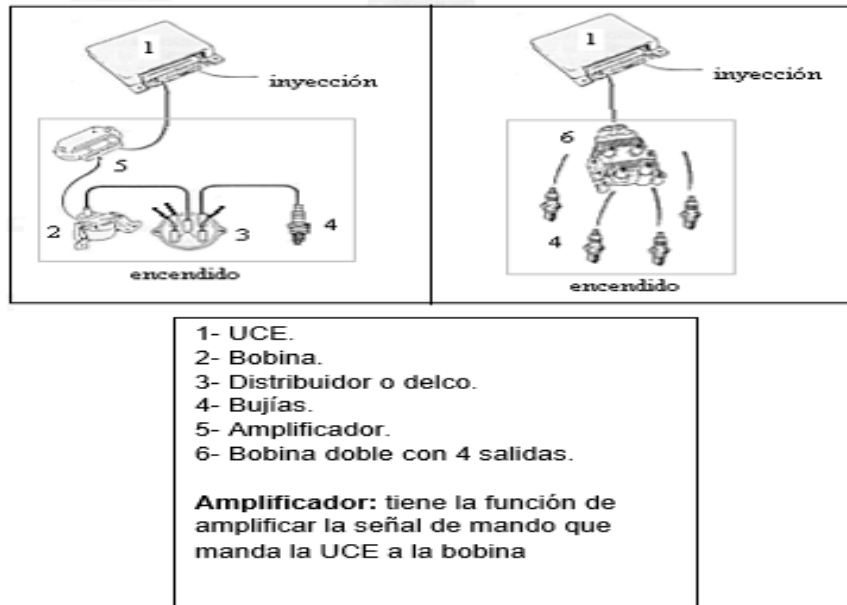 1
inyección
5
2
3
4
encendido
1
inyección
6
4
encendido
1- UCE.
2- Bobina.
3- Distribuidor o delco.
4- Bujías.
5- Amplificador.
6- Bobina doble con 4 salidas.
Amplificador: tiene la función de
amplificar la señal de mando que
manda la UCE a la bobina